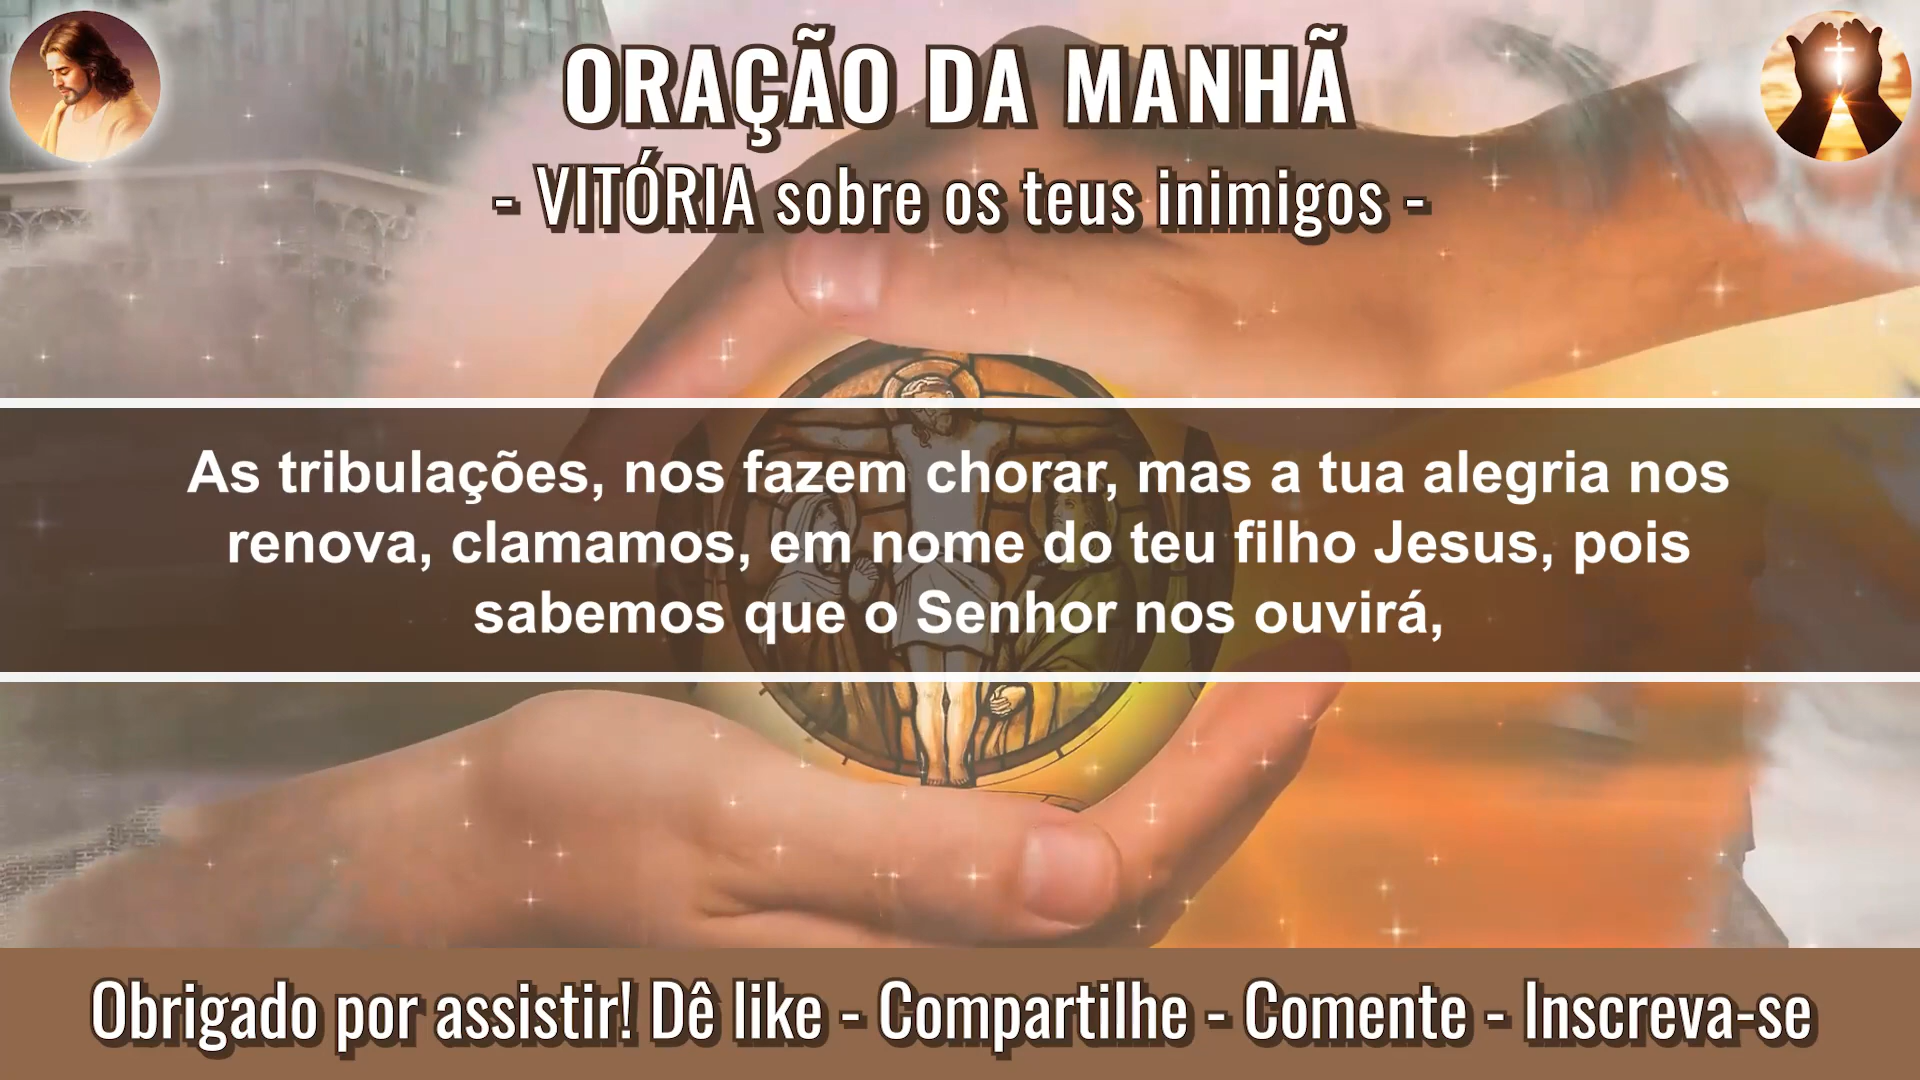 ORAÇÃO DA MANHÃ
- VITÓRIA sobre os teus inimigos -
As tribulações, nos fazem chorar, mas a tua alegria nos
renova, clamamos, em nome do teu filho Jesus, pois
sabemos que o Senhor nos ouvirá,
Obrigado por assistir! Dê like - Compartilhe - Comente - Inscreva-se